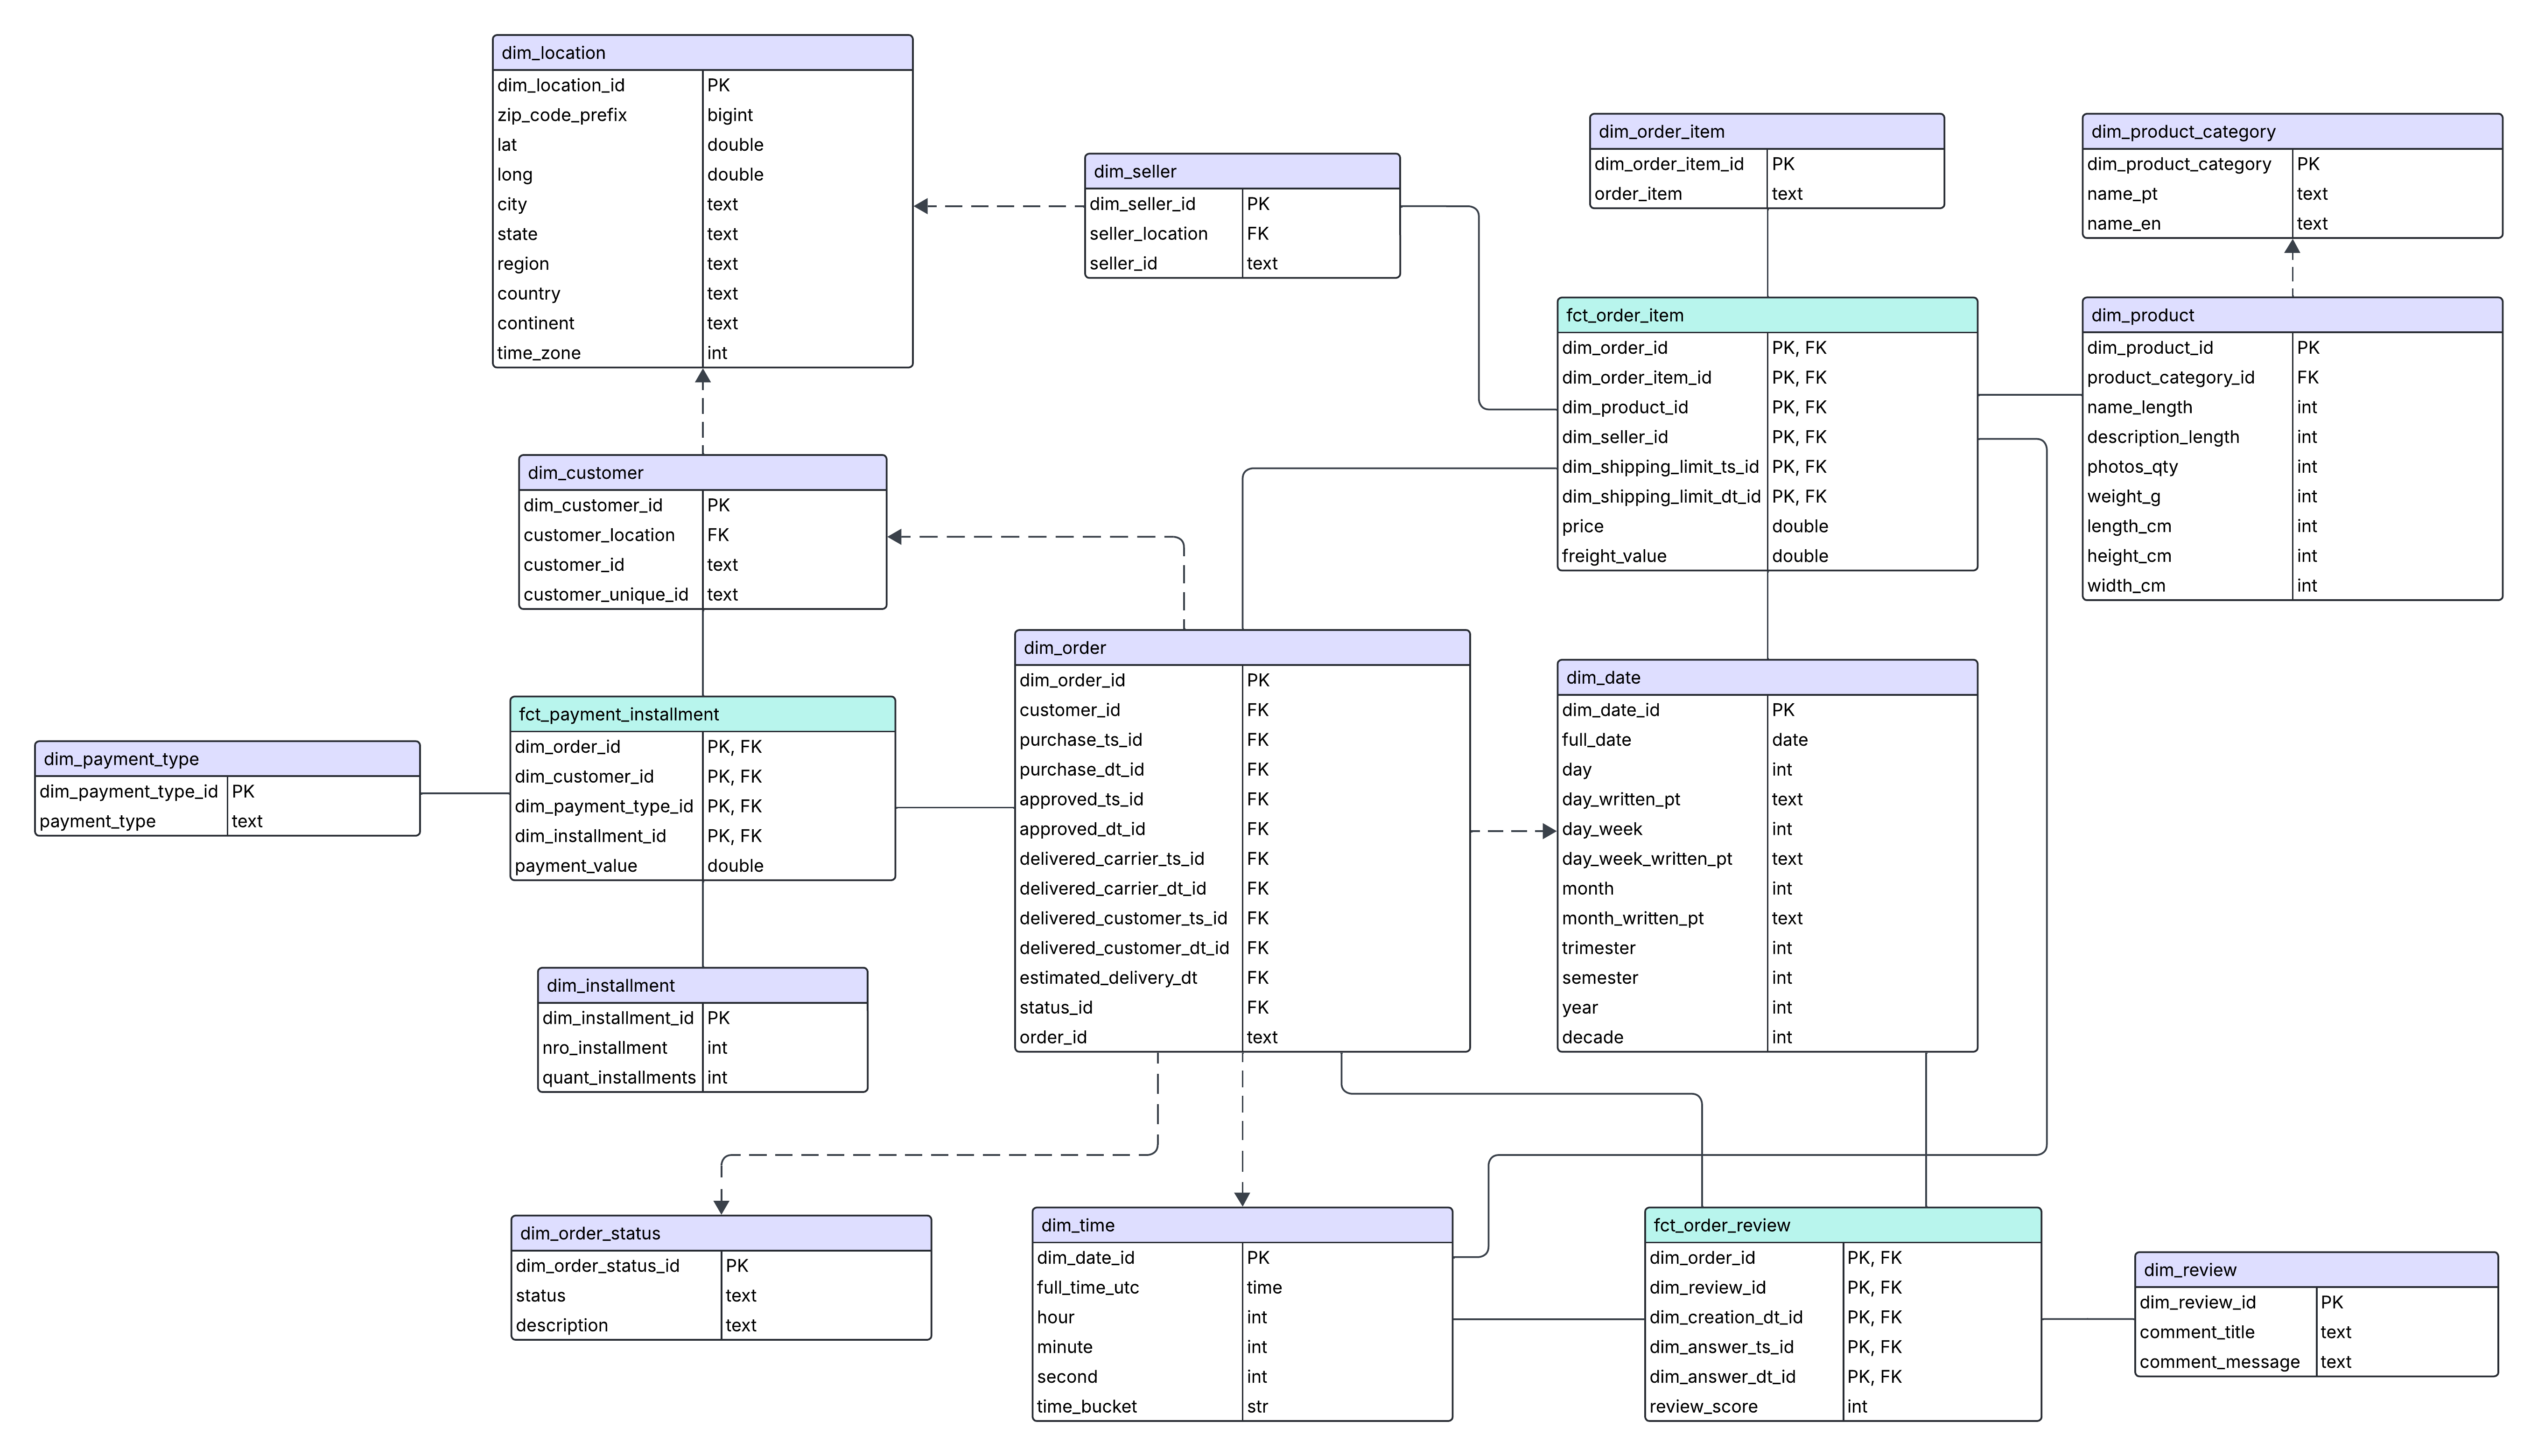 dim_location
dim_location_id PK
zip_code_prefix bigint
lat double
long double
city text
state text
region text
country text
continent text
time_zone int
dim_seller
dim_seller_id PK
seller_location FK
seller_id text
dim_order_item
dim_order_item_id PK
order_item text
dim_product_category
dim_product_category PK
name_pt text
name_en text
fct_order_item
dim_order_id PK, FK
dim_order_item_id PK, FK
dim_product_id PK, FK
dim_seller_id PK, FK
dim_shipping_limit_ts_id PK, FK
dim_shipping_limit_dt_id PK, FK
price double
freight_value double
dim_product
dim_product_id PK
product_category_id FK
name_length int
description_length int
photos_qty int
weight_g int
length_cm int
height_cm int
width_cm int
dim_customer
dim_customer_id PK
customer_location FK
customer_id text
customer_unique_id text
dim_payment_type
dim_payment_type_id PK
payment_type text
fct_payment_installment
dim_order_id PK, FK
dim_customer_id PK, FK
dim_payment_type_id PK, FK
dim_installment_id PK, FK
payment_value double
dim_order
dim_order_id PK
customer_id FK
purchase_ts_id FK
purchase_dt_id FK
approved_ts_id FK
approved_dt_id FK
delivered_carrier_ts_id FK
delivered_carrier_dt_id FK
delivered_customer_ts_id FK
delivered_customer_dt_id FK
estimated_delivery_dt FK
status_id FK
order_id text
dim_date
dim_date_id PK
full_date date
day int
day_written_pt text
day_week int
day_week_written_pt text
month int
month_written_pt text
trimester int
semester int
year int
decade int
dim_installment
dim_installment_id PK
nro_installment int
quant_installments int
dim_order_status
dim_order_status_id PK
status text
description text
dim_time
dim_date_id PK
full_time_utc time
hour int
minute int
second int
time_bucket str
fct_order_review
dim_order_id PK, FK
dim_review_id PK, FK
dim_creation_dt_id PK, FK
dim_answer_ts_id PK, FK
dim_answer_dt_id PK, FK
review_score int
dim_review
dim_review_id PK
comment_title text
comment_message text